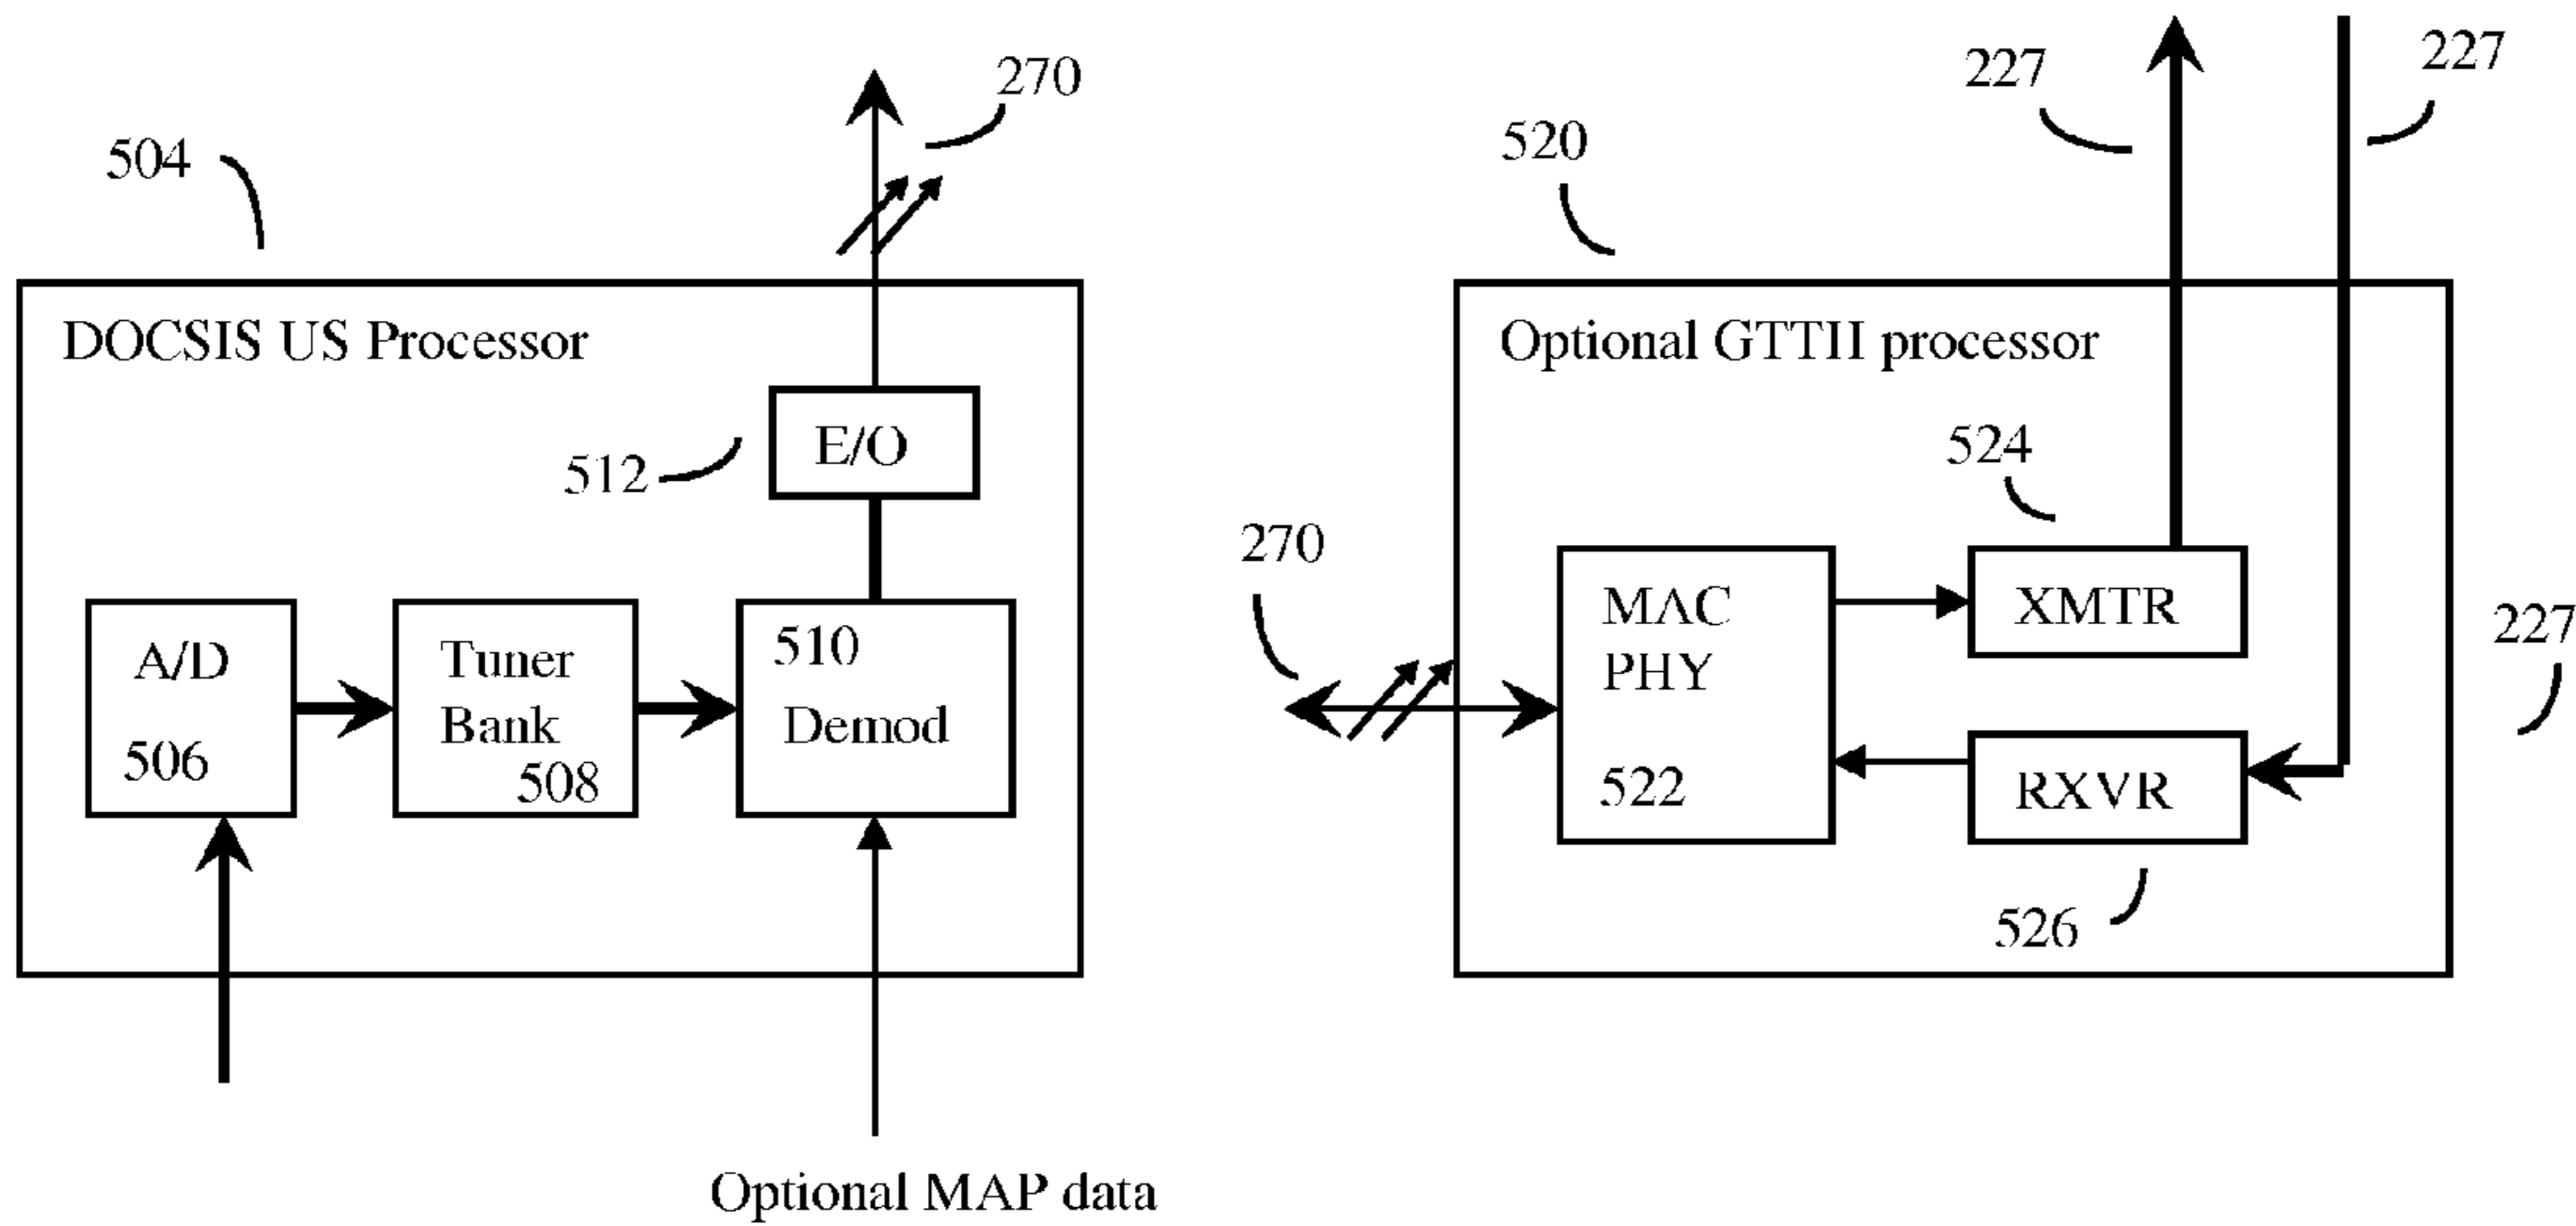 270
504
DOCSIS US Processor
E/O
512
A/D
506
Tuner
Bank
508
510
Demod
Optional MAP data
227
227
520
Optional GTTII processor
524
270
MAC
PHY
522
XMTR
RXVR
227
526